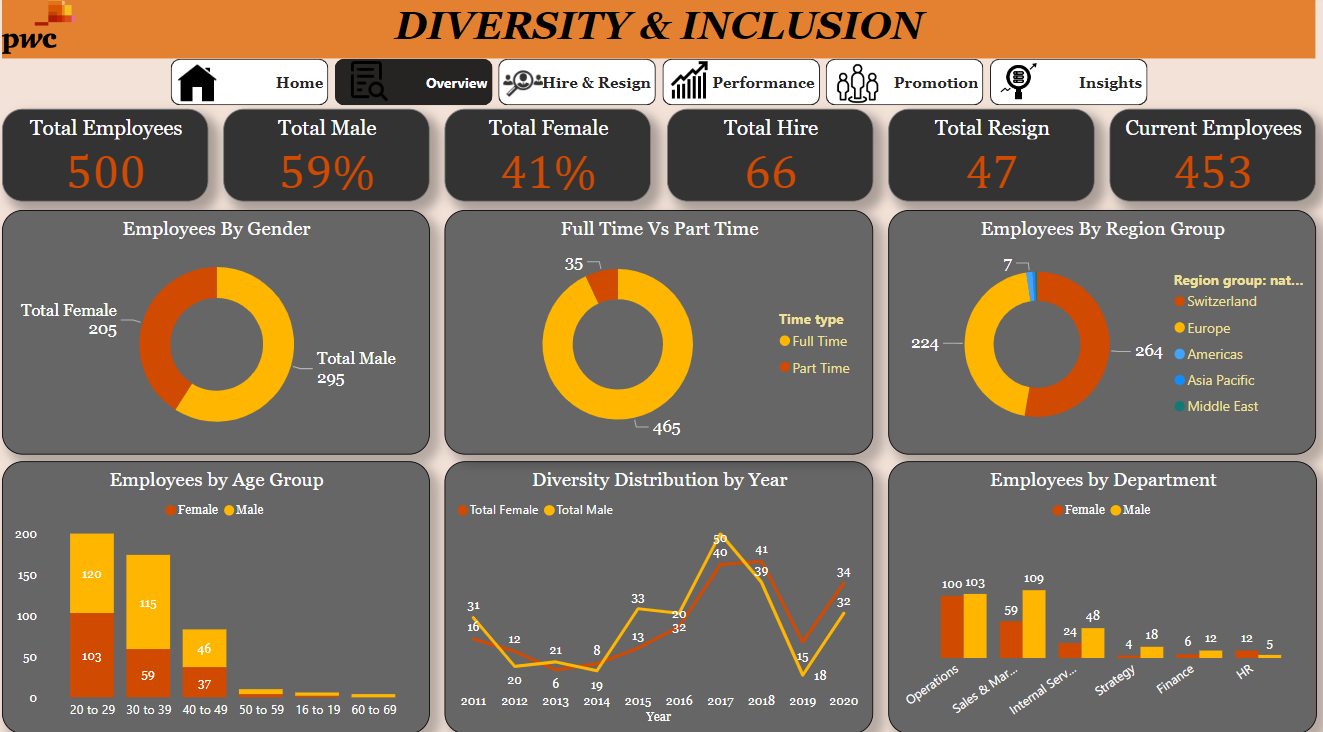 pwc
DIVERSITY & INCLUSION
Home
Overview
Hire & Resign
Performance
Promotion
Insights
Total Employees
500
Total Male
59%
Total Female
41%
Total Hire
66
Total Resign
47
Current Employees
453
Employees By Gender
Total Female
205
Total Male
295
Full Time Vs Part Time
35
465
Time type
Full Time
Part Time
Employees By Region Group
7
224
264
Region group: nat...
Switzerland
Europe
Americas
Asia Pacific
Middle East
Employees by Age Group
Female
Male
200
150
100
50
0
120
103
115
59
46
37
20 to 29
30 to 39
40 to 49
50 to 59
16 to 19
60 to 69
Diversity Distribution by Year
Total Female
Total Male
31
16
12
20
21
6
8
19
33
13
20
32
50
40
41
39
15
18
34
32
2011
2012
2013
2014
2015
2016
2017
2018
2019
2020
Year
Employees by Department
Female
Male
100
103
59
109
24
48
4
18
6
12
12
5
Operations
Sales & Mar...
Internal Serv...
Strategy
Finance
HR